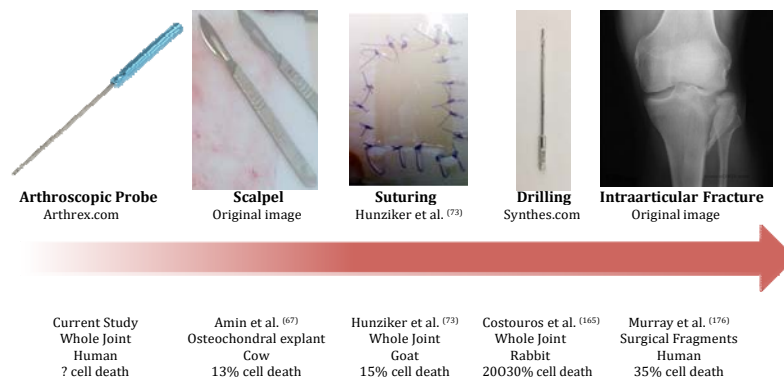 Arthroscopic Probe
Arthrex.com
Scalpel
Original image
Suturing
Hunziker et al. (73)
Drilling
Synthes.com
Intraarticular Fracture
Original image
Current Study
Whole Joint
Human
? cell death
Amin et al. (67)
Osteochondral explant
Cow
13% cell death
Hunziker et al. (73)
Whole Joint
Goat
15% cell death
Costouros et al. (165)
Whole Joint
Rabbit
20030% cell death
Murray et al. (176)
Surgical Fragments
Human
35% cell death